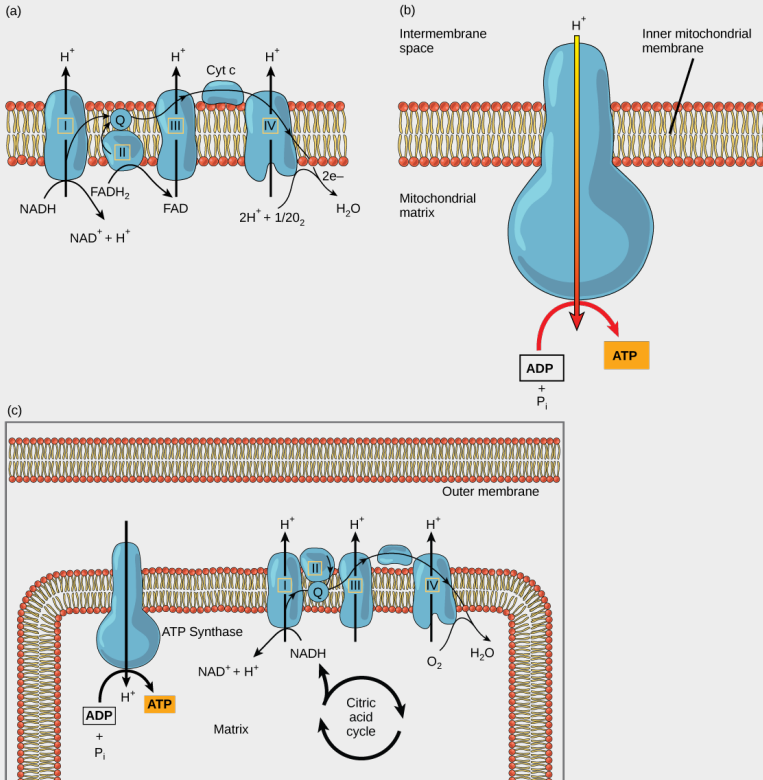 (a)
H+ H+ H+
Cyt c
I Q III IV
II
2e–
FADH2
NADH FAD 2H+ + 1/2O2 H2O
NAD+ + H+
(b)
H+
Intermembrane
space
Inner mitochondrial
membrane
Mitochondrial
matrix
ADP
ATP
+
Pi
(c)
Outer membrane
H+ H+ H+
II
I Q III IV
ATP Synthase
NADH O2 H2O
NAD+ + H+
H+
ATP
ADP
+
Pi
Citric
acid
cycle
Matrix